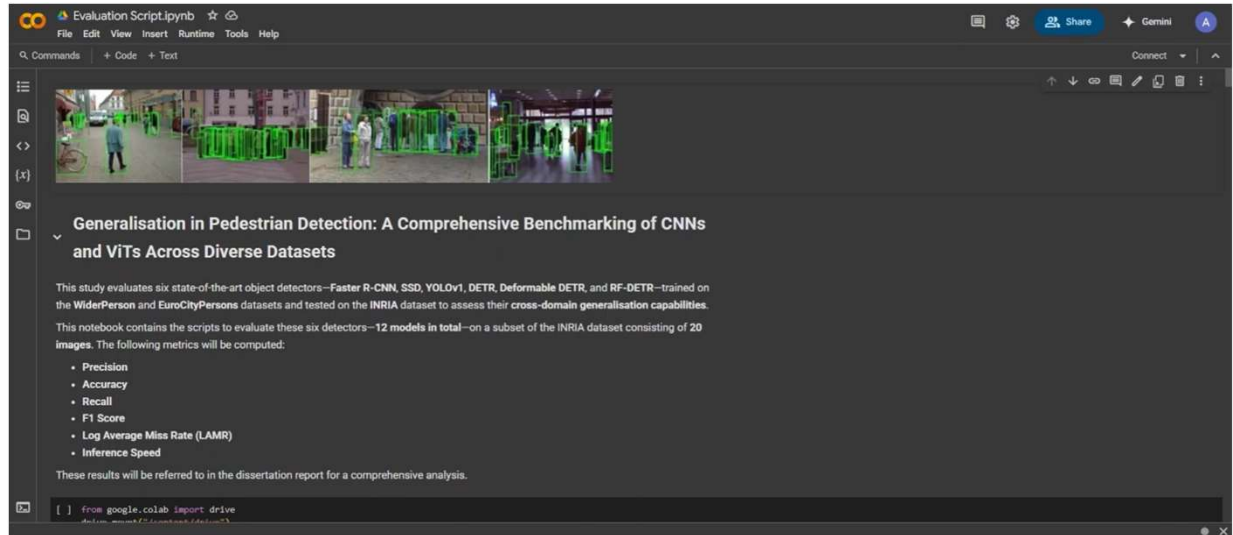 Evaluation Script.ipynb
File Edit View Insert Runtime Tools Help
Share
Gemini
A
Commands + Code + Text
Connect
Generalisation in Pedestrian Detection: A Comprehensive Benchmarking of CNNs
and ViTs Across Diverse Datasets
This study evaluates six state-of-the-art object detectors—Faster R-CNN, SSD, YOLOv1, DETR, Deformable DETR, and RF-DETR—trained on
the WiderPerson and EuroCityPersons datasets and tested on the INRIA dataset to assess their cross-domain generalisation capabilities.
This notebook contains the scripts to evaluate these six detectors—12 models in total—on a subset of the INRIA dataset consisting of 20
images. The following metrics will be computed:
• Precision
• Accuracy
• Recall
• F1 Score
• Log Average Miss Rate (LAMR)
• Inference Speed
These results will be referred to in the dissertation report for a comprehensive analysis.
[ ] from google.colab import drive